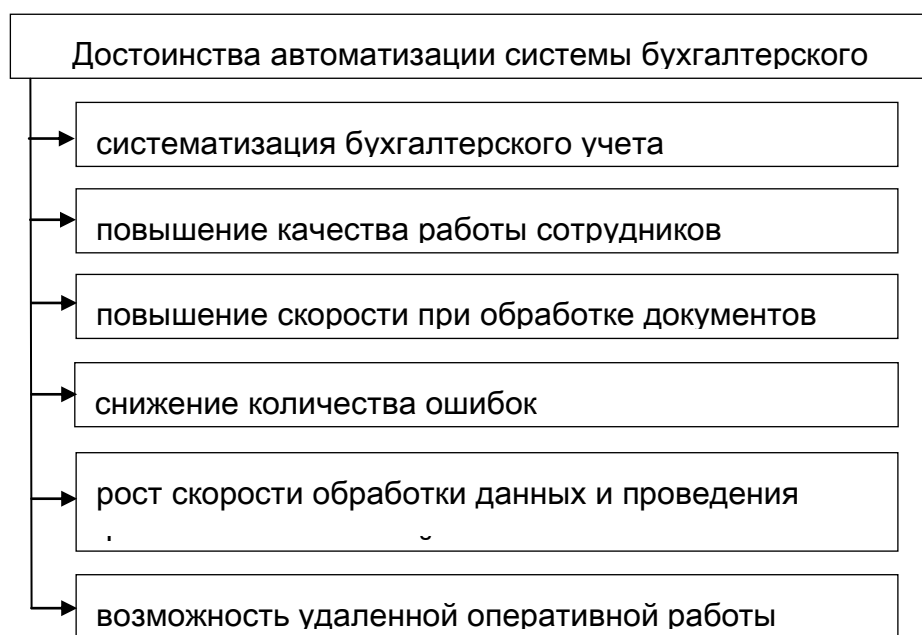 Достоинства автоматизации системы бухгалтерского
систематизация бухгалтерского учета
повышение качества работы сотрудников
повышение скорости при обработке документов
снижение количества ошибок
рост скорости обработки данных и проведения
возможность удаленной оперативной работы